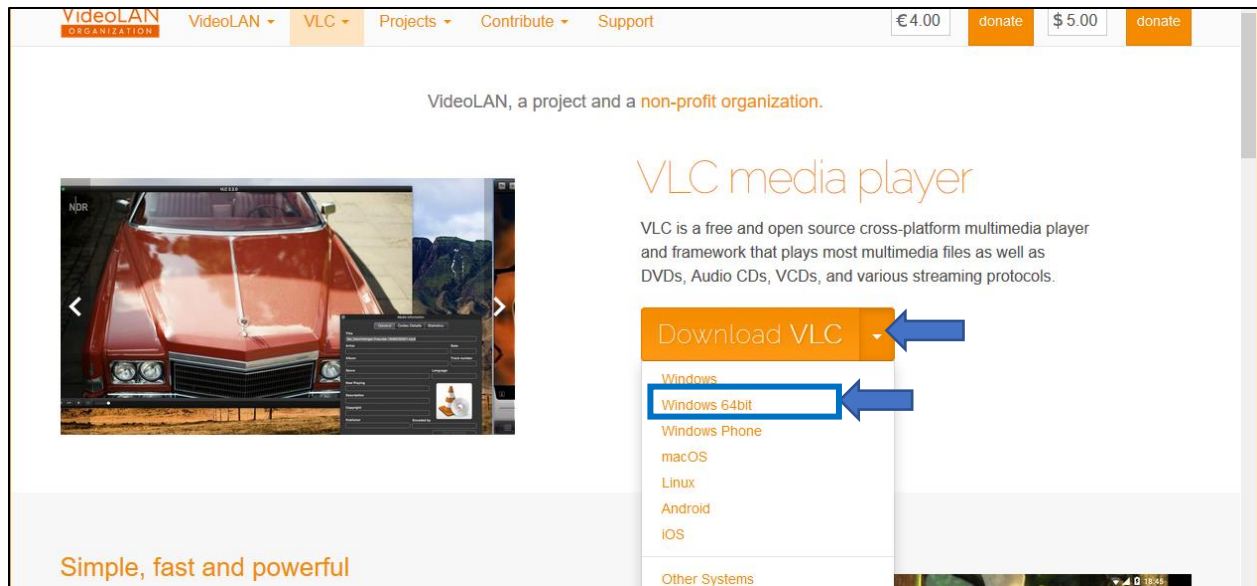 VideoLAN
ORGANIZATION
VideoLAN VLC Projects Contribute Support €4.00 donate $ 5.00 donate
VideoLAN, a project and a non-profit organization.
NDR
VLC media player
VLC is a free and open source cross-platform multimedia player
and framework that plays most multimedia files as well as
DVDs, Audio CDs, VCDs, and various streaming protocols.
Download VLC
Windows
Windows 64bit
Windows Phone
macOS
Linux
Android
iOS
Other Systems
Simple, fast and powerful
18:45